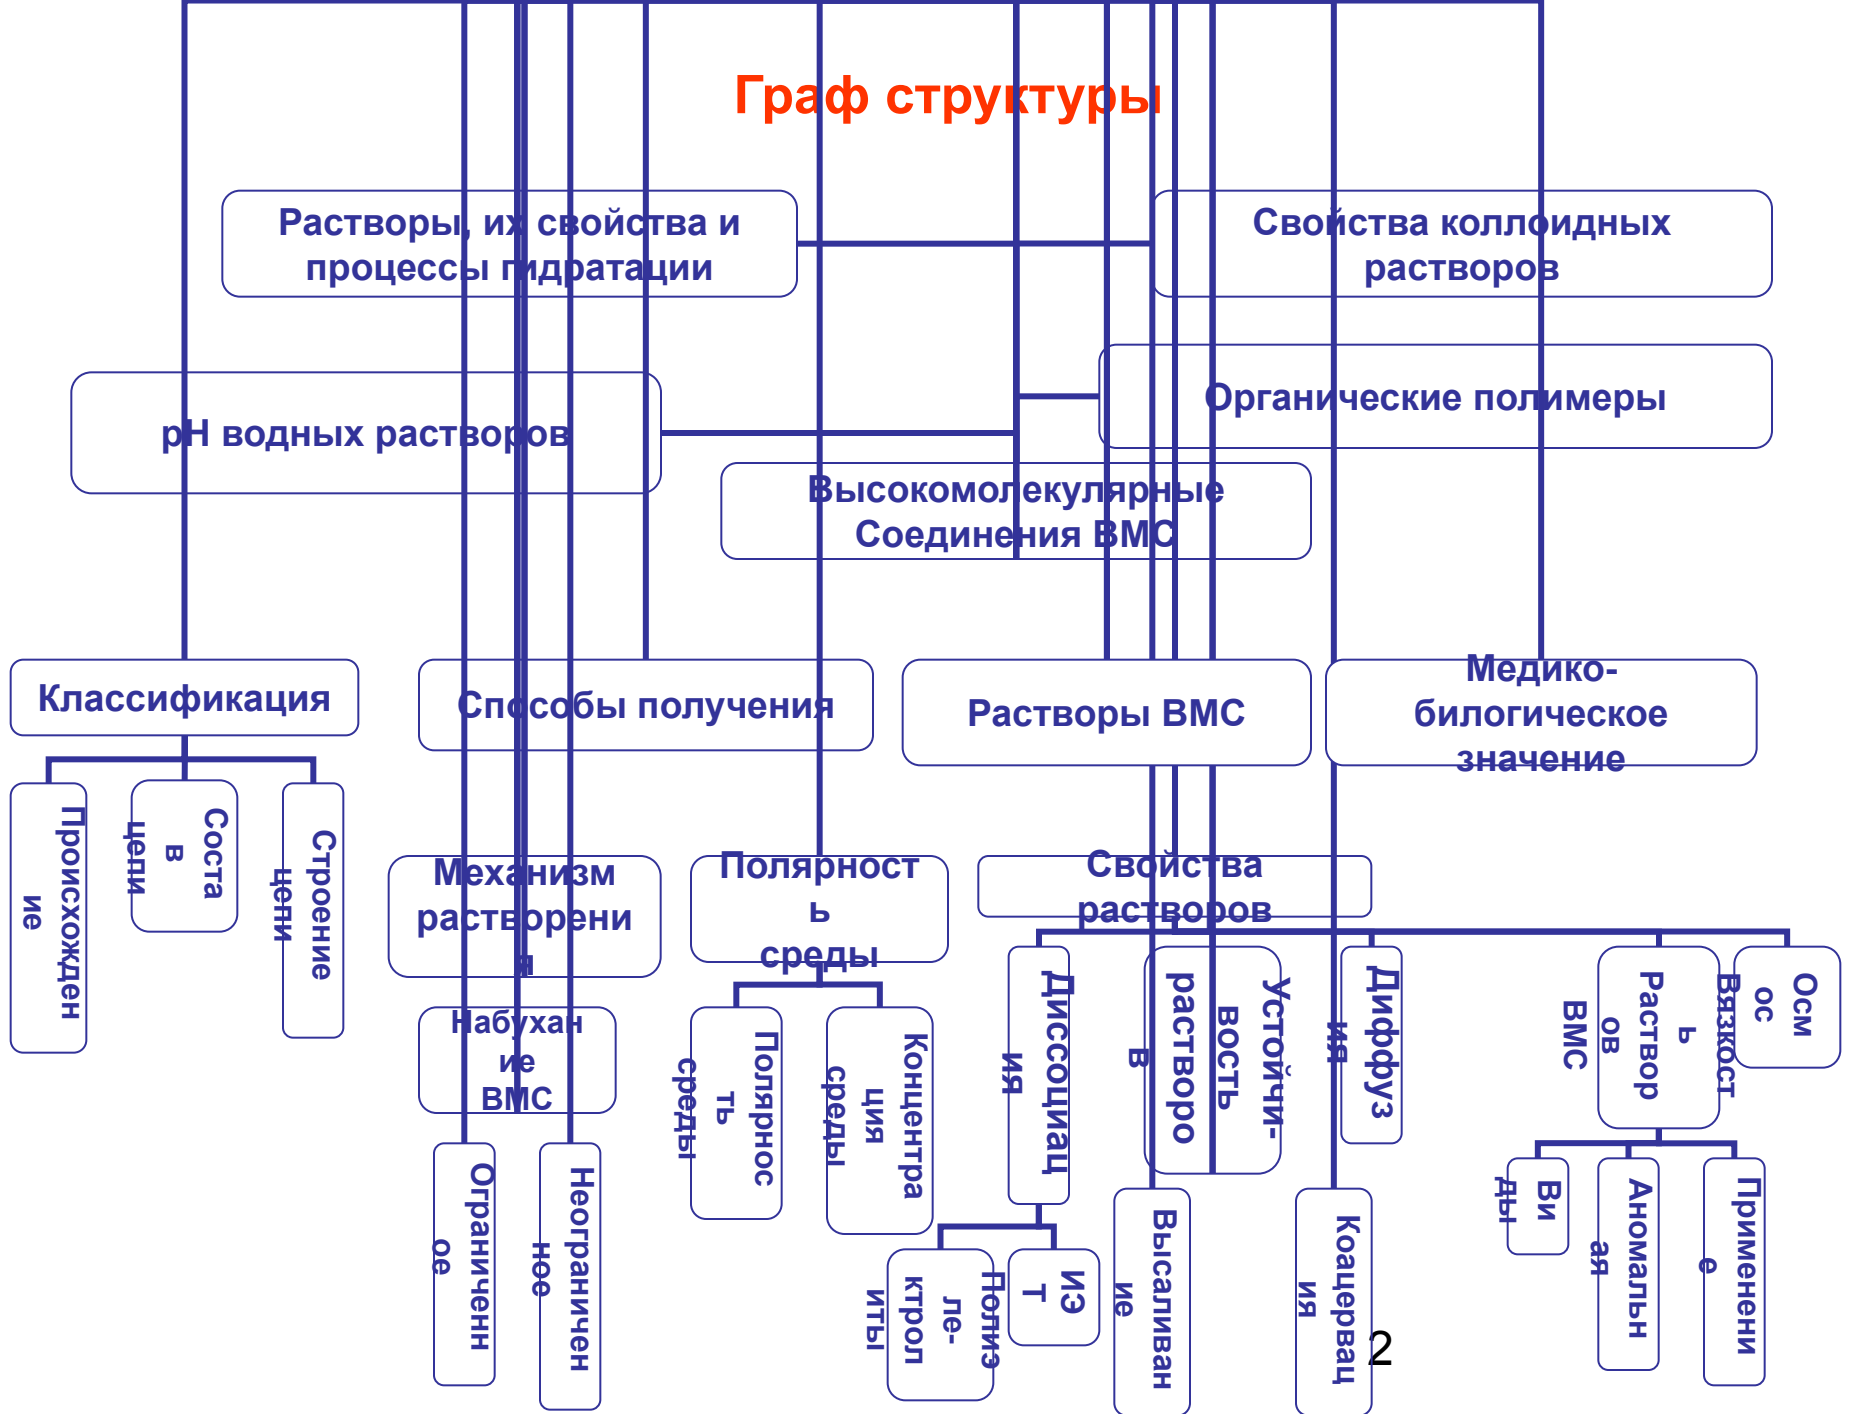 Граф структуры
Растворы, их свойства и
процессы гидратации
Свойства коллоидных
растворов
Органические полимеры
pH водных растворов
Высокомолекулярные
Соединения ВМС
Классификация
Способы получения
Растворы ВМС
Медико-
билогическое
значение
Происхожден
ие
Соста
в
цепи
Строение
цепи
Механизм
растворени
я
Полярност
ь
среды
Свойства
растворов
Набухан
ие
ВМС
Ограниченн
ое
Неограничен
ное
Полярнос
ть
среды
Концентра
ция
среды
Диссоциац
ия
Устойчи-
вость
растворо
в
Диффуз
ия
Вязкост
ь
Раствор
ов
ВМС
Осм
ос
Полиэ
ле-
ктрол
иты
ИЭ
Т
Высаливан
ие
Коацервац
ия
Ви
ды
Аномальн
ая
Применени
е
2